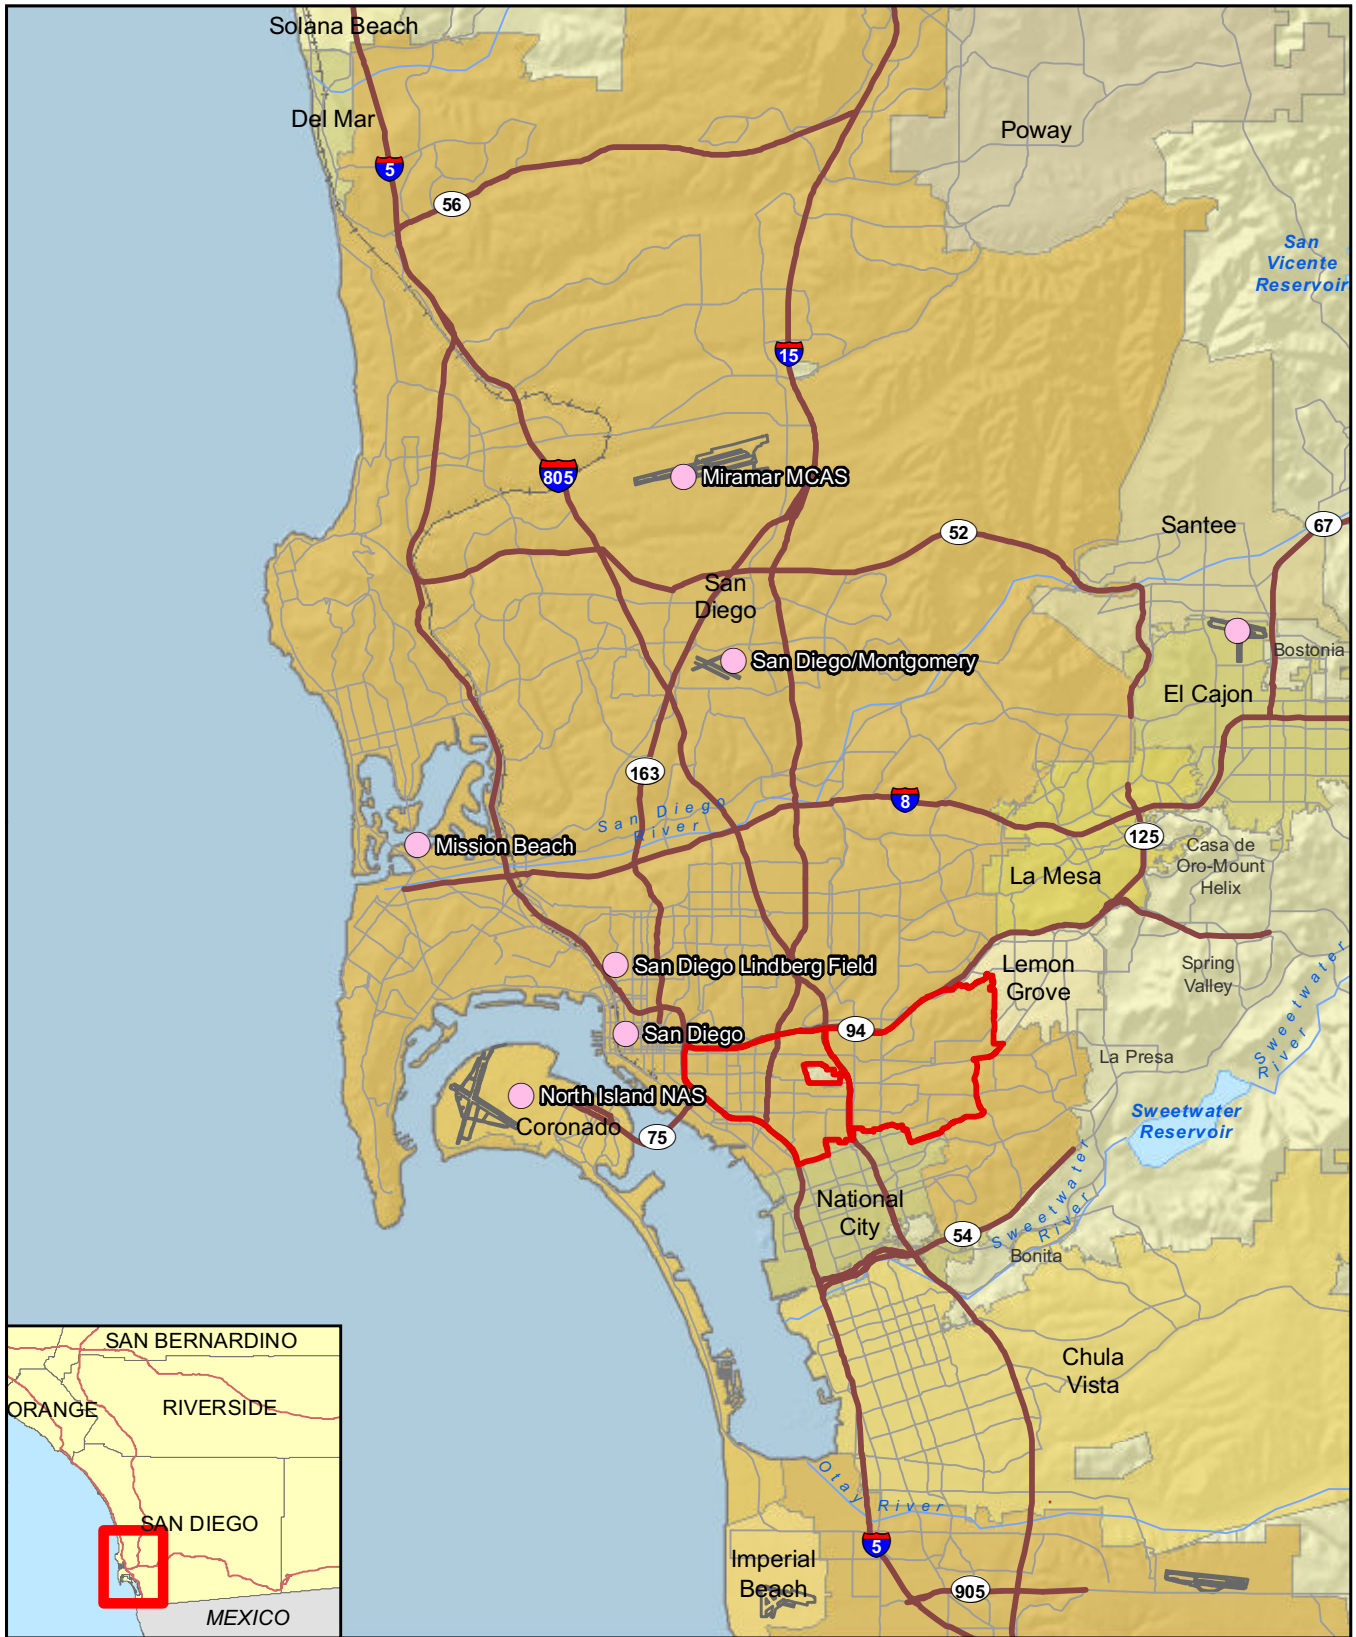 Solana Beach
Del Mar
Poway
5
56
San
Vicente
Reservoir
15
805
Miramar MCAS
Santee
67
52
San
Diego
San Diego/Montgomery
Bostonia
El Cajon
163
8
San Diego
River
125
Mission Beach
Casa de
Oro-Mount
Helix
La Mesa
San Diego Lindberg Field
Lemon
Grove
Spring
Valley
Sweetwater
River
94
San Diego
La Presa
North Island NAS
Coronado
75
Sweetwater
Reservoir
National
City
Sweetwater
River
54
Bonita
Chula
Vista
Otay River
5
Imperial
Beach
905
SAN BERNARDINO
ORANGE
RIVERSIDE
SAN DIEGO
MEXICO